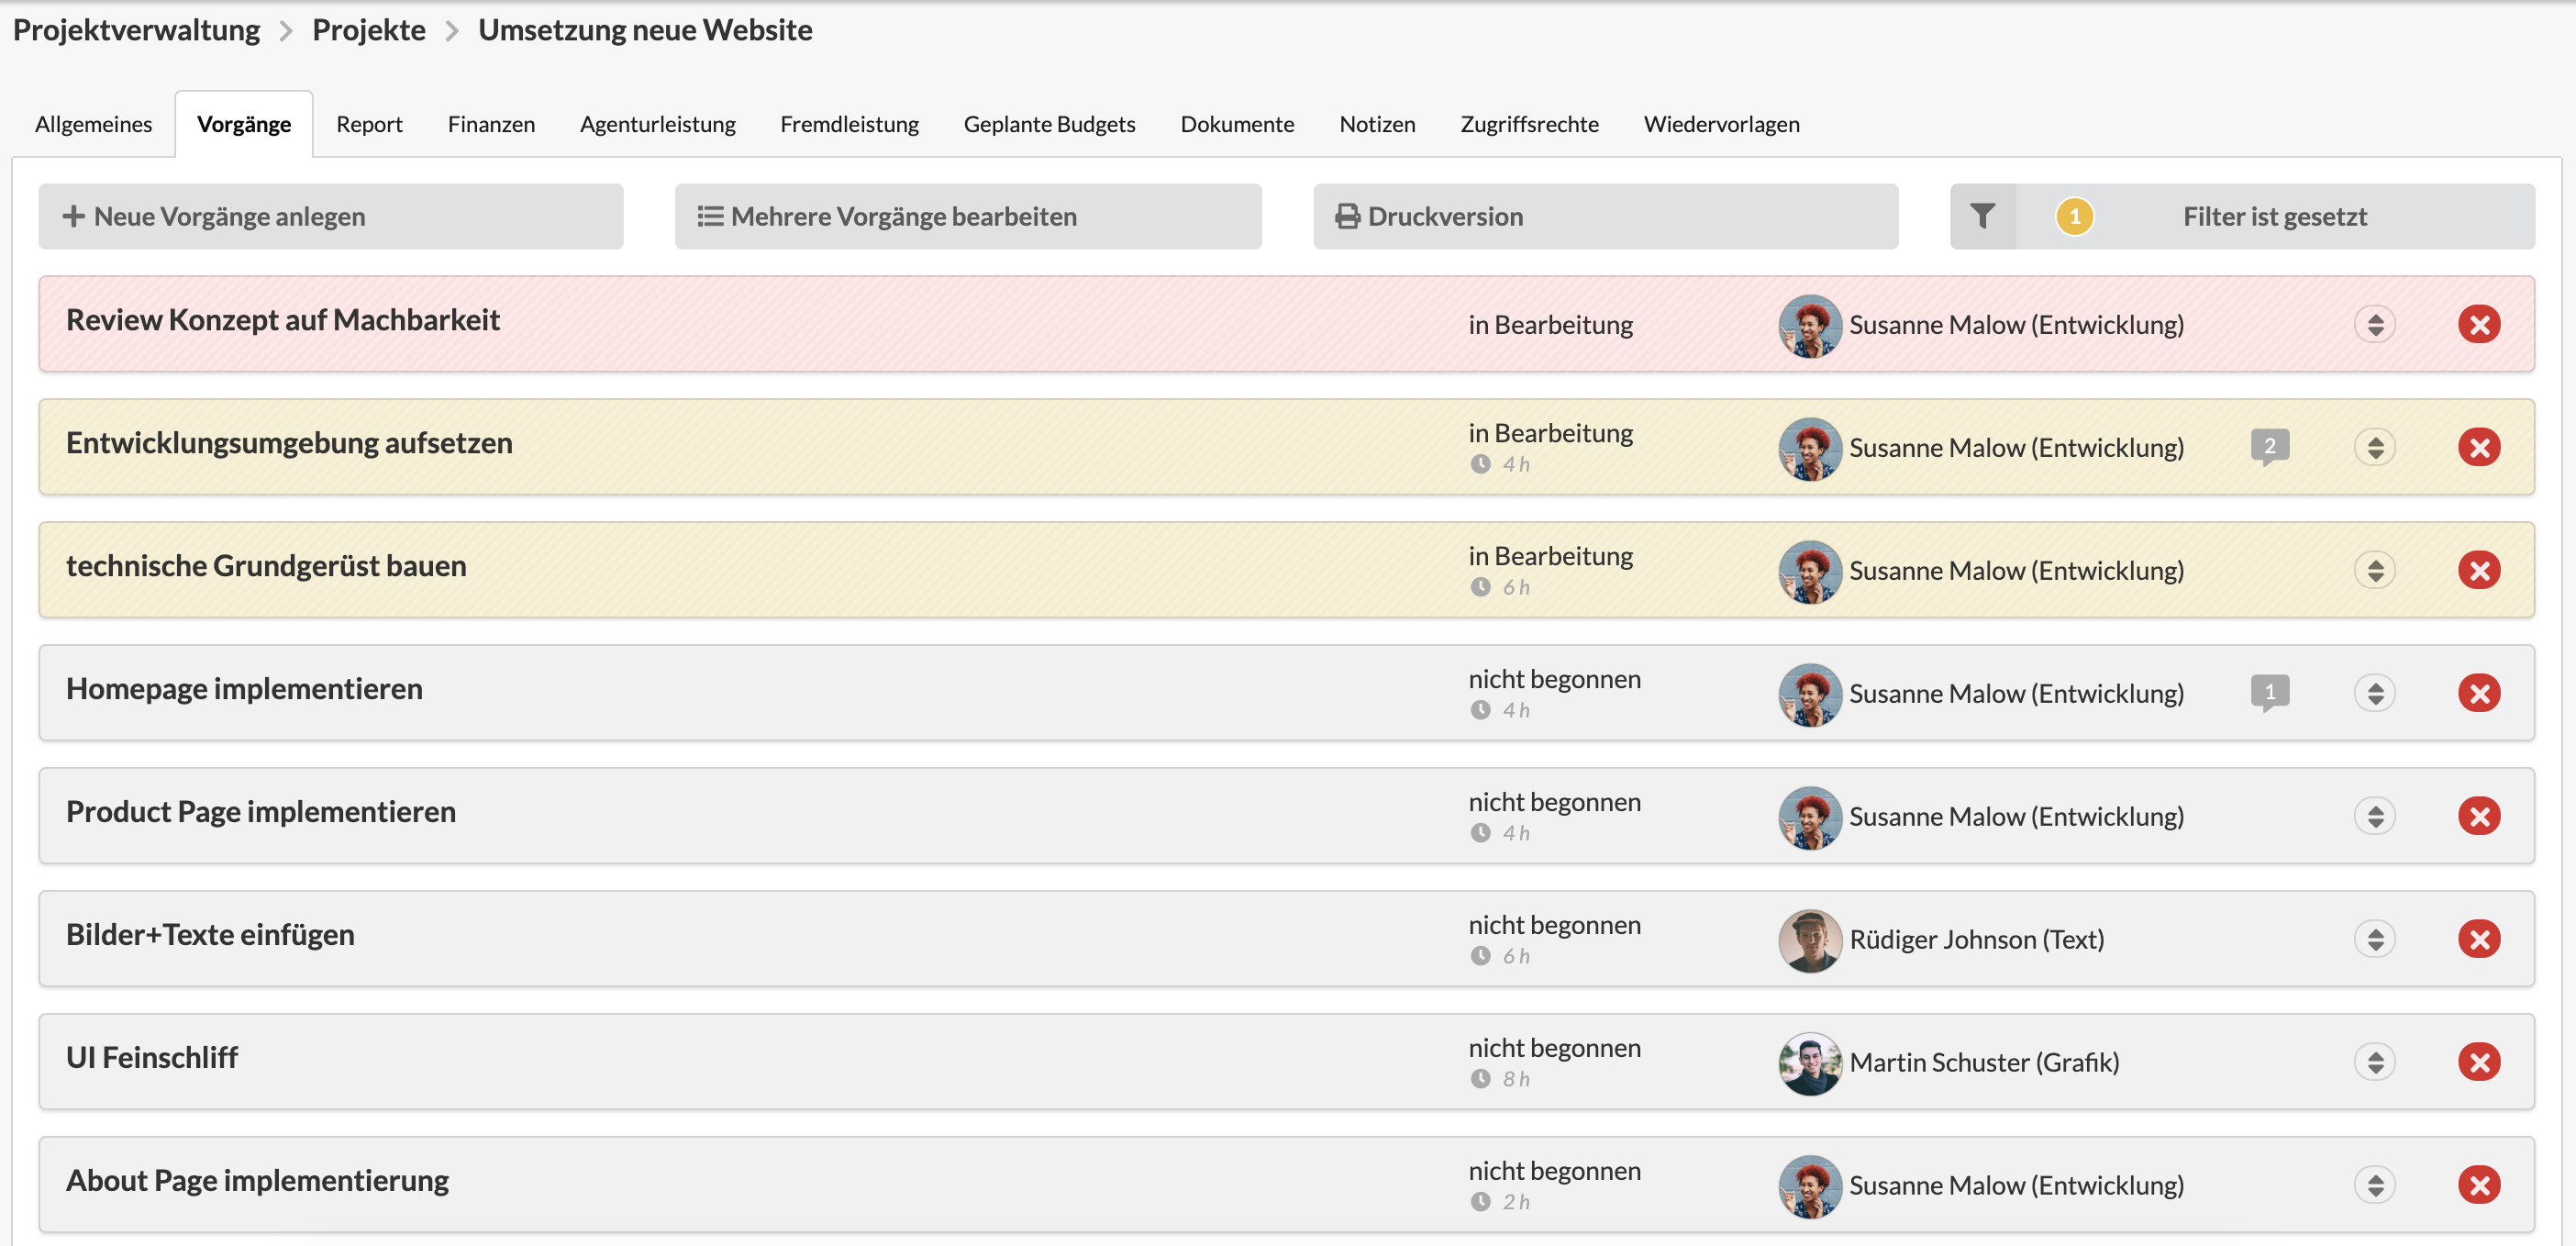 Projektverwaltung > Projekte > Umsetzung neue Website
Allgemeines Vorgänge Report Finanzen Agenturleistung Fremdleistung Geplante Budgets Dokumente Notizen Zugriffsrechte Wiedervorlagen
Neue Vorgänge anlegen Mehrere Vorgänge bearbeiten Druckversion 1 Filter ist gesetzt
Review Konzept auf Machbarkeit in Bearbeitung Susanne Malow (Entwicklung)
Entwicklungsumgebung aufsetzen in Bearbeitung Susanne Malow (Entwicklung) 2
4 h
technische Grundgerüst bauen in Bearbeitung Susanne Malow (Entwicklung)
6 h
Homepage implementieren nicht begonnen Susanne Malow (Entwicklung) 1
4 h
Product Page implementieren nicht begonnen Susanne Malow (Entwicklung)
4 h
Bilder+Texte einfügen nicht begonnen Rüdiger Johnson (Text)
6 h
UI Feinschliff nicht begonnen Martin Schuster (Grafik)
8 h
About Page implementierung nicht begonnen Susanne Malow (Entwicklung)
2 h